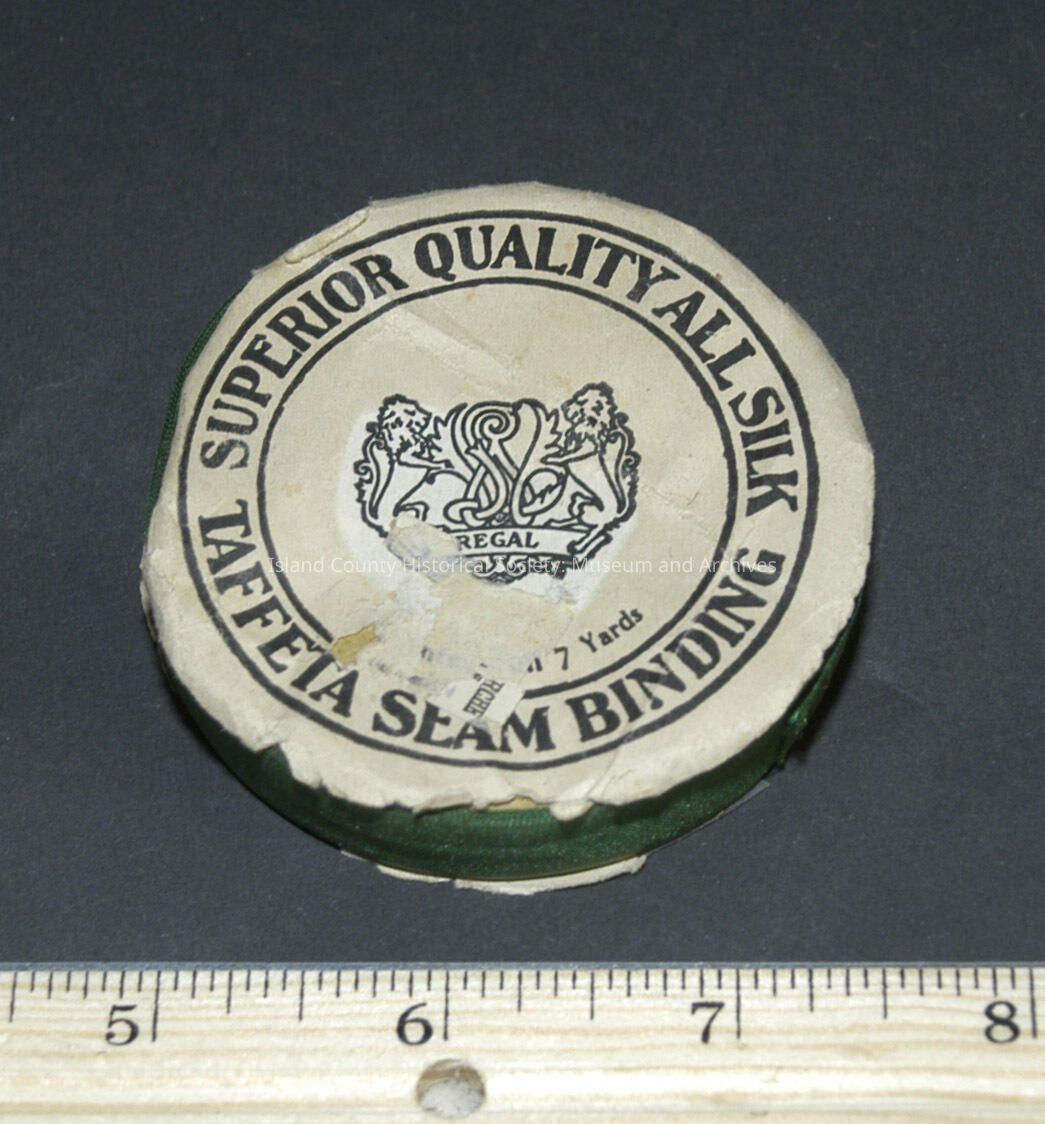 SUPERIOR QUALITY ALL SILK
TAFFETA SEAM BINDING
REGAL
Island County Historical Society: Museum and Archives
7 Yards
5 6 7 8